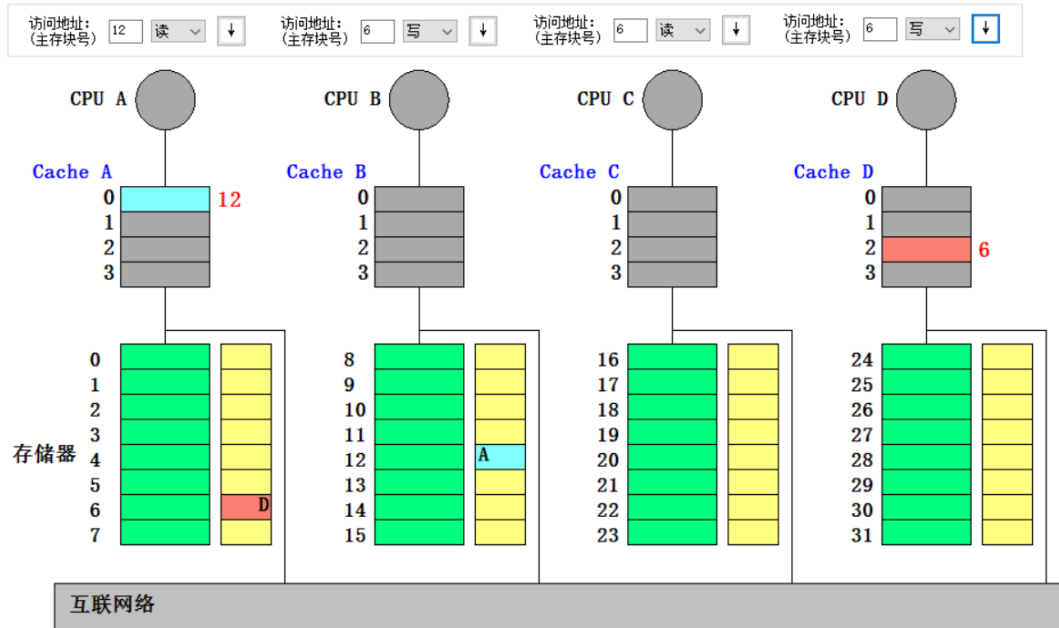 访问地址: 12 读 ↓ 访问地址: 6 写 ↓ 访问地址: 6 读 ↓ 访问地址: 6 写 ↓
(主存块号) (主存块号) (主存块号) (主存块号)
CPU A CPU B CPU C CPU D
Cache A Cache B Cache C Cache D
0 12 0 0 0
1 1 1 1
2 2 2 2 6
3 3 3 3
0 8 16 24
1 9 17 25
2 10 18 26
3 11 19 27
存储器 4 12 A 20 28
5 13 21 29
6 D 14 22 30
7 15 23 31
互联网络